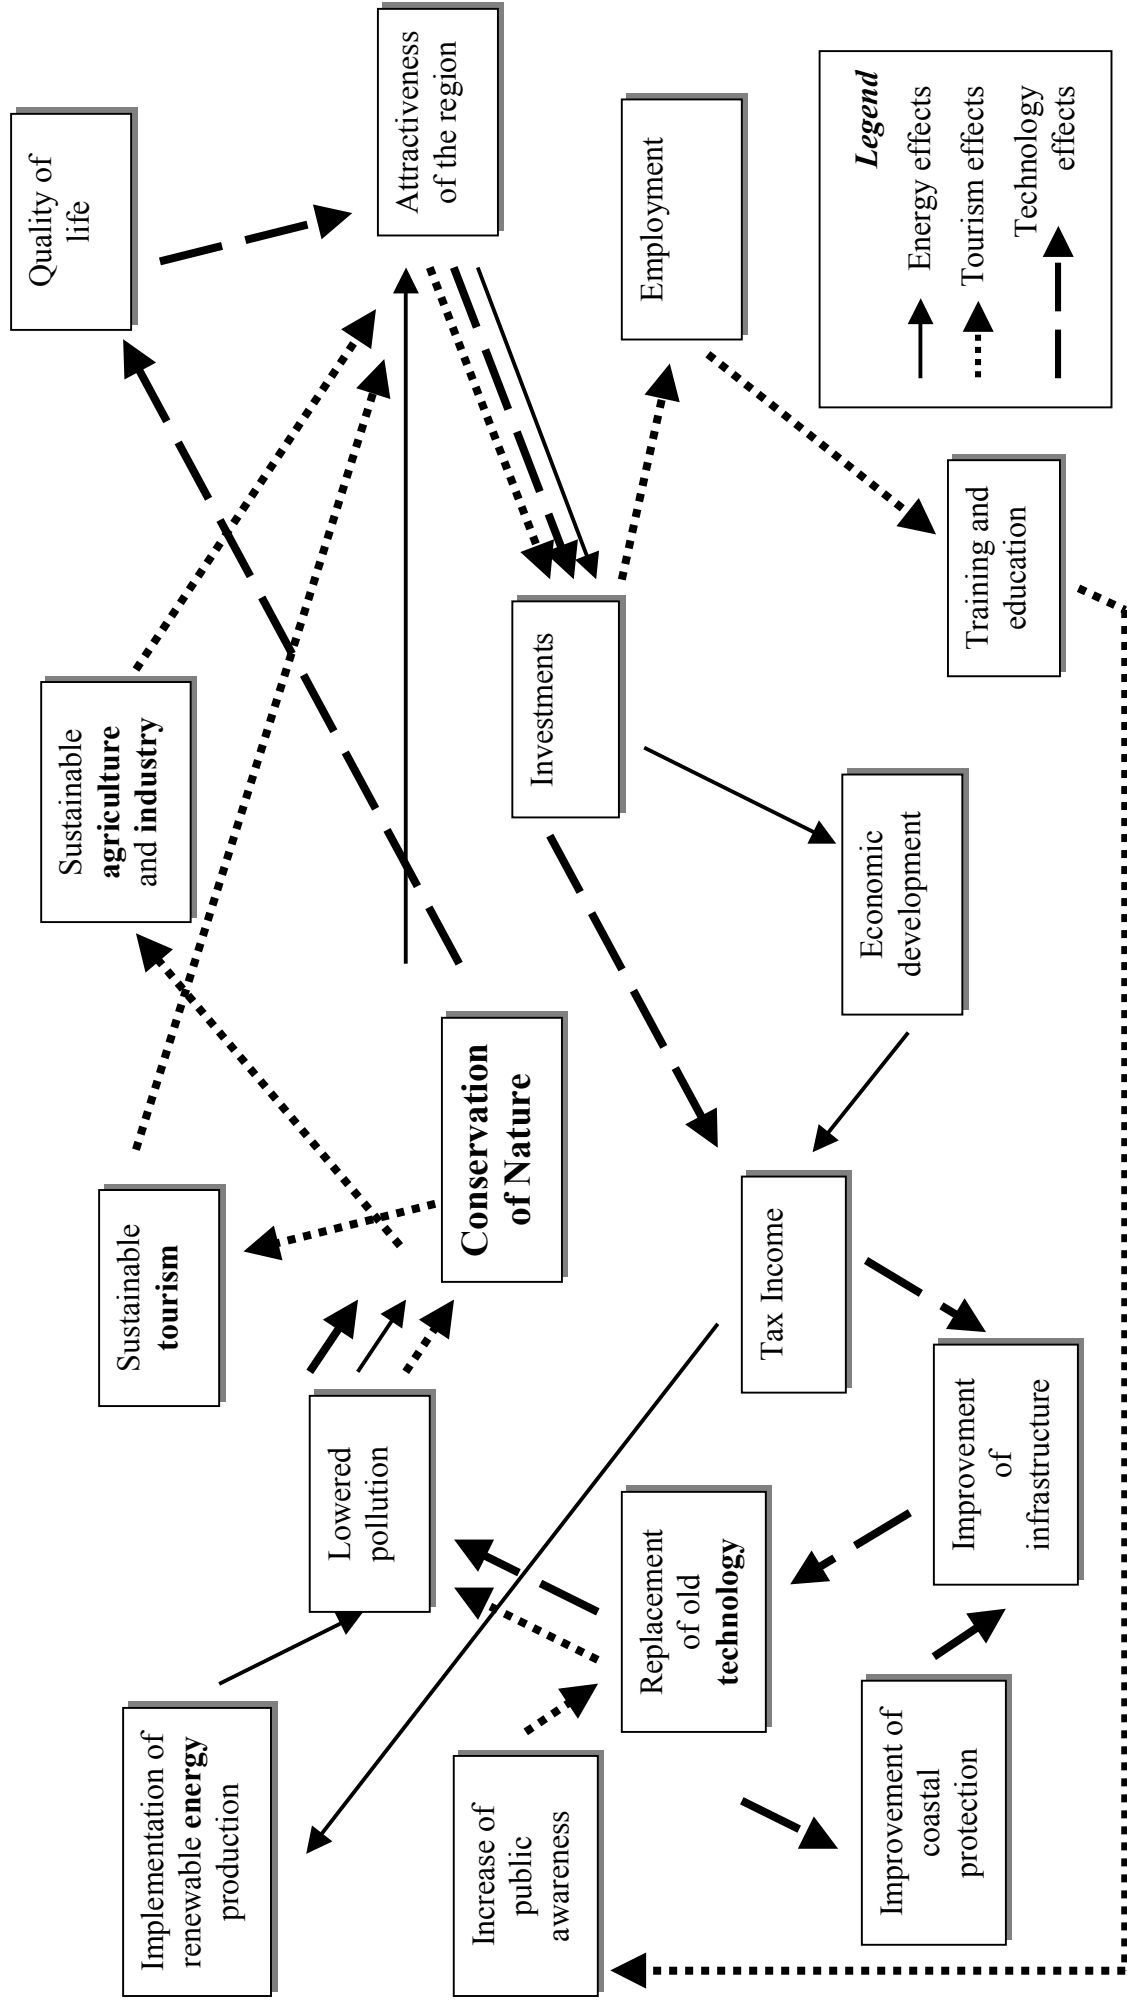 Implementation of
renewable energy
production
Lowered
pollution
Sustainable
tourism
Sustainable
agriculture
and industry
Quality of
life
Increase of
public
awareness
Replacement
of old
technology
Conservation
of Nature
Investments
Attractiveness
of the region
Improvement of
coastal
protection
Improvement
of
infrastructure
Tax Income
Economic
development
Training and
education
Employment
Legend
Energy effects
Tourism effects
Technology
effects